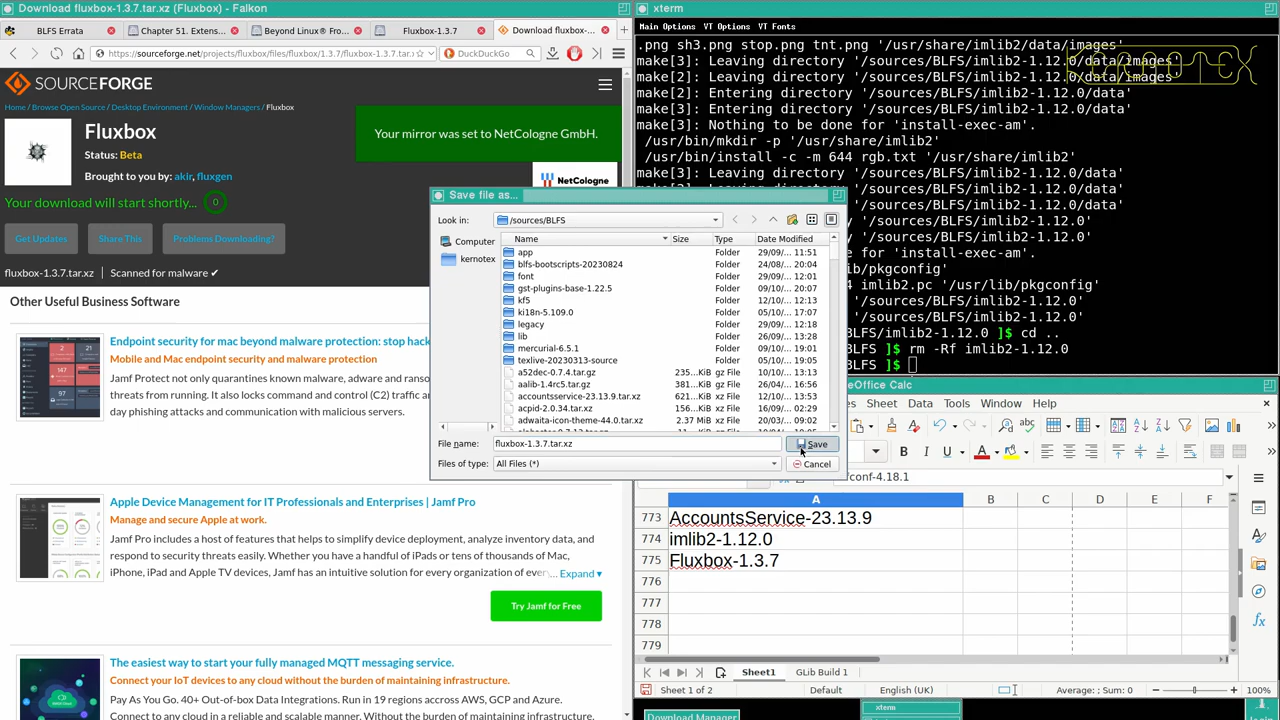 Download fluxbox-1.3.7.tar.xz (Fluxbox) - Falkon
BLFS Errata
Chapter 51. Extens...
Beyond Linux® Fro...
Fluxbox-1.3.7
Download fluxbox-...
https://sourceforge.net/projects/fluxbox/files/fluxbox/1.3.7/fluxbox-1.3.7.tar.
DuckDuckGo
SOURCEFORGE
Home / Browse Open Source / Desktop Environment / Window Managers / Fluxbox
Fluxbox
Status: Beta
Brought to you by: akir, fluxgen
Your mirror was set to NetCologne GmbH.
NetCologne
Your download will start shortly... 0
Get Updates
Share This
Problems Downloading?
fluxbox-1.3.7.tar.xz
Scanned for malware ✔
Other Useful Business Software
Endpoint security for mac beyond malware protection: stop hack
Mobile and Mac endpoint security and malware protection
Jamf Protect not only quarantines known malware, adware and ranso
threats from running. It also locks command and control (C2) traffic a
day phishing attacks and communication with malicious servers.
Apple Device Management for IT Professionals and Enterprises | Jamf Pro
Manage and secure Apple at work.
Jamf Pro includes a host of features that helps to simplify device deployment, analyze inventory data, and
respond to security threats easily. Whether you have a handful of iPads or tens of thousands of Mac,
iPhone, iPad and Apple TV devices, Jamf has an intuitive solution for every organization of ever... Expand ▾
Try Jamf for Free
The easiest way to start your fully managed MQTT messaging service.
Connect your IoT devices to any cloud without the burden of maintaining infrastructure.
Pay As You Go. 40+ Out-of-box Data Integrations. Run in 19 regions accross AWS, GCP and Azure.
Connect to any cloud in a reliable and scalable manner. Without the burden of maintaining
Save file as...
Look in:
/sources/BLFS
Computer
kernotex
Name Size Type Date Modified
app Folder 29/09/... 11:51
blfs-bootscripts-20230824 Folder 24/08/... 20:04
font Folder 29/09/... 12:01
gst-plugins-base-1.22.5 Folder 09/10/... 20:07
kf5 Folder 12/10/... 12:13
ki18n-5.109.0 Folder 05/10/... 17:07
legacy Folder 29/09/... 12:18
lib Folder 26/09/... 13:28
mercurial-6.5.1 Folder 09/10/... 19:01
texlive-20230313-source Folder 05/10/... 19:05
a52dec-0.7.4.tar.gz 235...KiB gz File 10/10/... 13:13
aalib-1.4rc5.tar.gz 381...KiB gz File 26/04/... 16:56
accountsservice-23.13.9.tar.xz 621...KiB xz File 12/10/... 13:53
acpid-2.0.34.tar.xz 156...KiB xz File 16/09/... 02:29
adwaita-icon-theme-44.0.tar.xz 2.37 MiB xz File 20/03/... 09:02
File name:
fluxbox-1.3.7.tar.xz
Save
Files of type:
All Files (*)
Cancel
xterm
Main Options VT Options VT Fonts
KERNOTEX
.png sh3.png stop.png tnt.png '/usr/share/imlib2/data/images'
make[3]: Leaving directory '/sources/BLFS/imlib2-1.12.0/data/images'
make[2]: Leaving directory '/sources/BLFS/imlib2-1.12.0/data/images'
make[2]: Entering directory '/sources/BLFS/imlib2-1.12.0/data'
make[3]: Entering directory '/sources/BLFS/imlib2-1.12.0/data'
make[3]: Nothing to be done for 'install-exec-am'.
/usr/bin/mkdir -p '/usr/share/imlib2'
/usr/bin/install -c -m 644 rgb.txt '/usr/share/imlib2'
make[3]: Leaving directory '/sources/BLFS/imlib2-1.12.0/data'
/sources/BLFS/imlib2-1.12.0/data'
/sources/BLFS/imlib2-1.12.0'
/sources/BLFS/imlib2-1.12.0'
install-exec-am'.
ib/pkgconfig'
4 imlib2.pc '/usr/lib/pkgconfig'
'/sources/BLFS/imlib2-1.12.0'
'/sources/BLFS/imlib2-1.12.0'
BLFS/imlib2-1.12.0 ]$ cd ..
BLFS ]$ rm -Rf imlib2-1.12.0
BLFS ]$
eOffice Calc
Sheet Data Tools Window Help
fconf-4.18.1
A B C D E F
773 AccountsService-23.13.9
774 imlib2-1.12.0
775 Fluxbox-1.3.7
776
777
778
779
Sheet1
GLib Build 1
Sheet 1 of 2
Default
English (UK)
Average: ; Sum: 0
100%
Download Manager
xterm